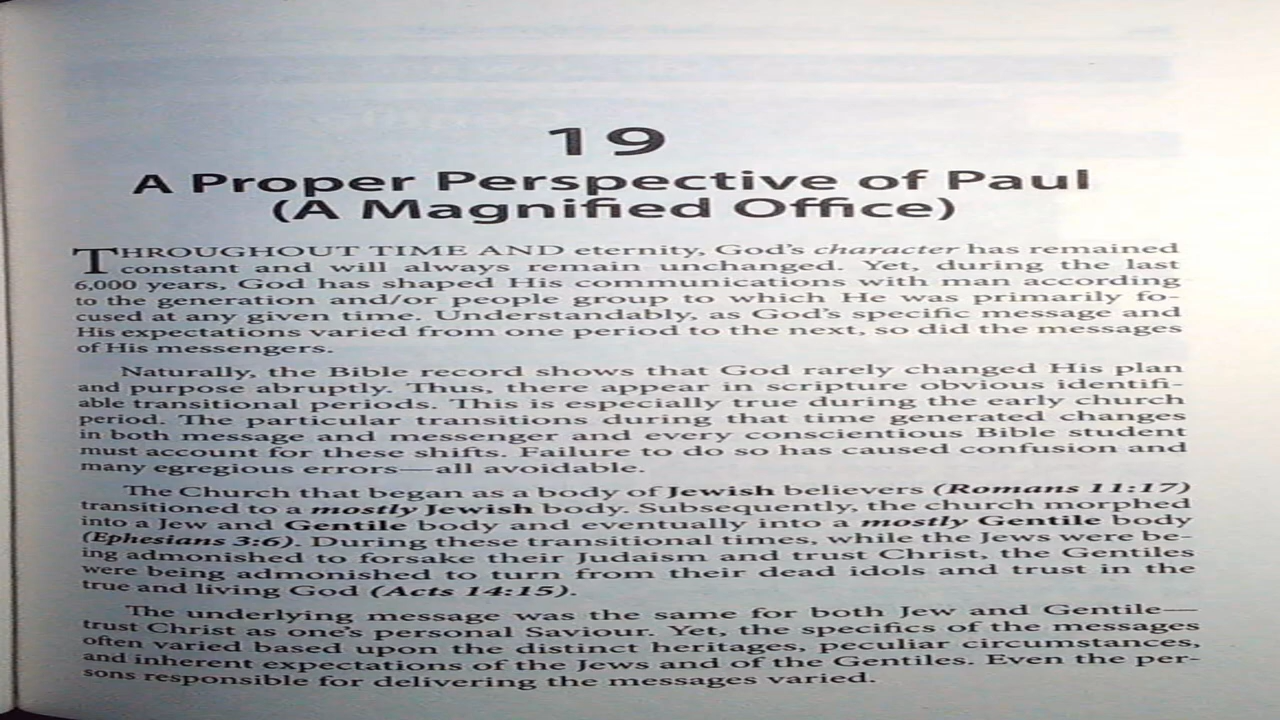 19
A Proper Perspective of Paul
(A Magnified Office)
THROUGHOUT TIME AND eternity, God's character has remained
constant and will always remain unchanged. Yet, during the last
6,000 years, God has shaped His communications with man according
to the generation and/or people group to which He was primarily fo-
cused at any given time. Understandably, as God's specific message and
His expectations varied from one period to the next, so did the messages
of His messengers.
Naturally, the Bible record shows that God rarely changed His plan
and purpose abruptly. Thus, there appear in scripture obvious identifi-
able transitional periods. This is especially true during the early church
period. The particular transitions during that time generated changes
in both message and messenger and every conscientious Bible student
must account for these shifts. Failure to do so has caused confusion and
many egregious errors—all avoidable.
The Church that began as a body of Jewish believers (Romans 11:17)
transitioned to a mostly Jewish body. Subsequently, the church morphed
into a Jew and Gentile body and eventually into a mostly Gentile body
(Ephesians 3:6). During these transitional times, while the Jews were be-
ing admonished to forsake their Judaism and trust Christ, the Gentiles
were being admonished to turn from their dead idols and trust in the
true and living God (Acts 14:15).
The underlying message was the same for both Jew and Gentile—
trust Christ as one's personal Saviour. Yet, the specifics of the messages
often varied based upon the distinct heritages, peculiar circumstances,
and inherent expectations of the Jews and of the Gentiles. Even the per-
sons responsible for delivering the messages varied.